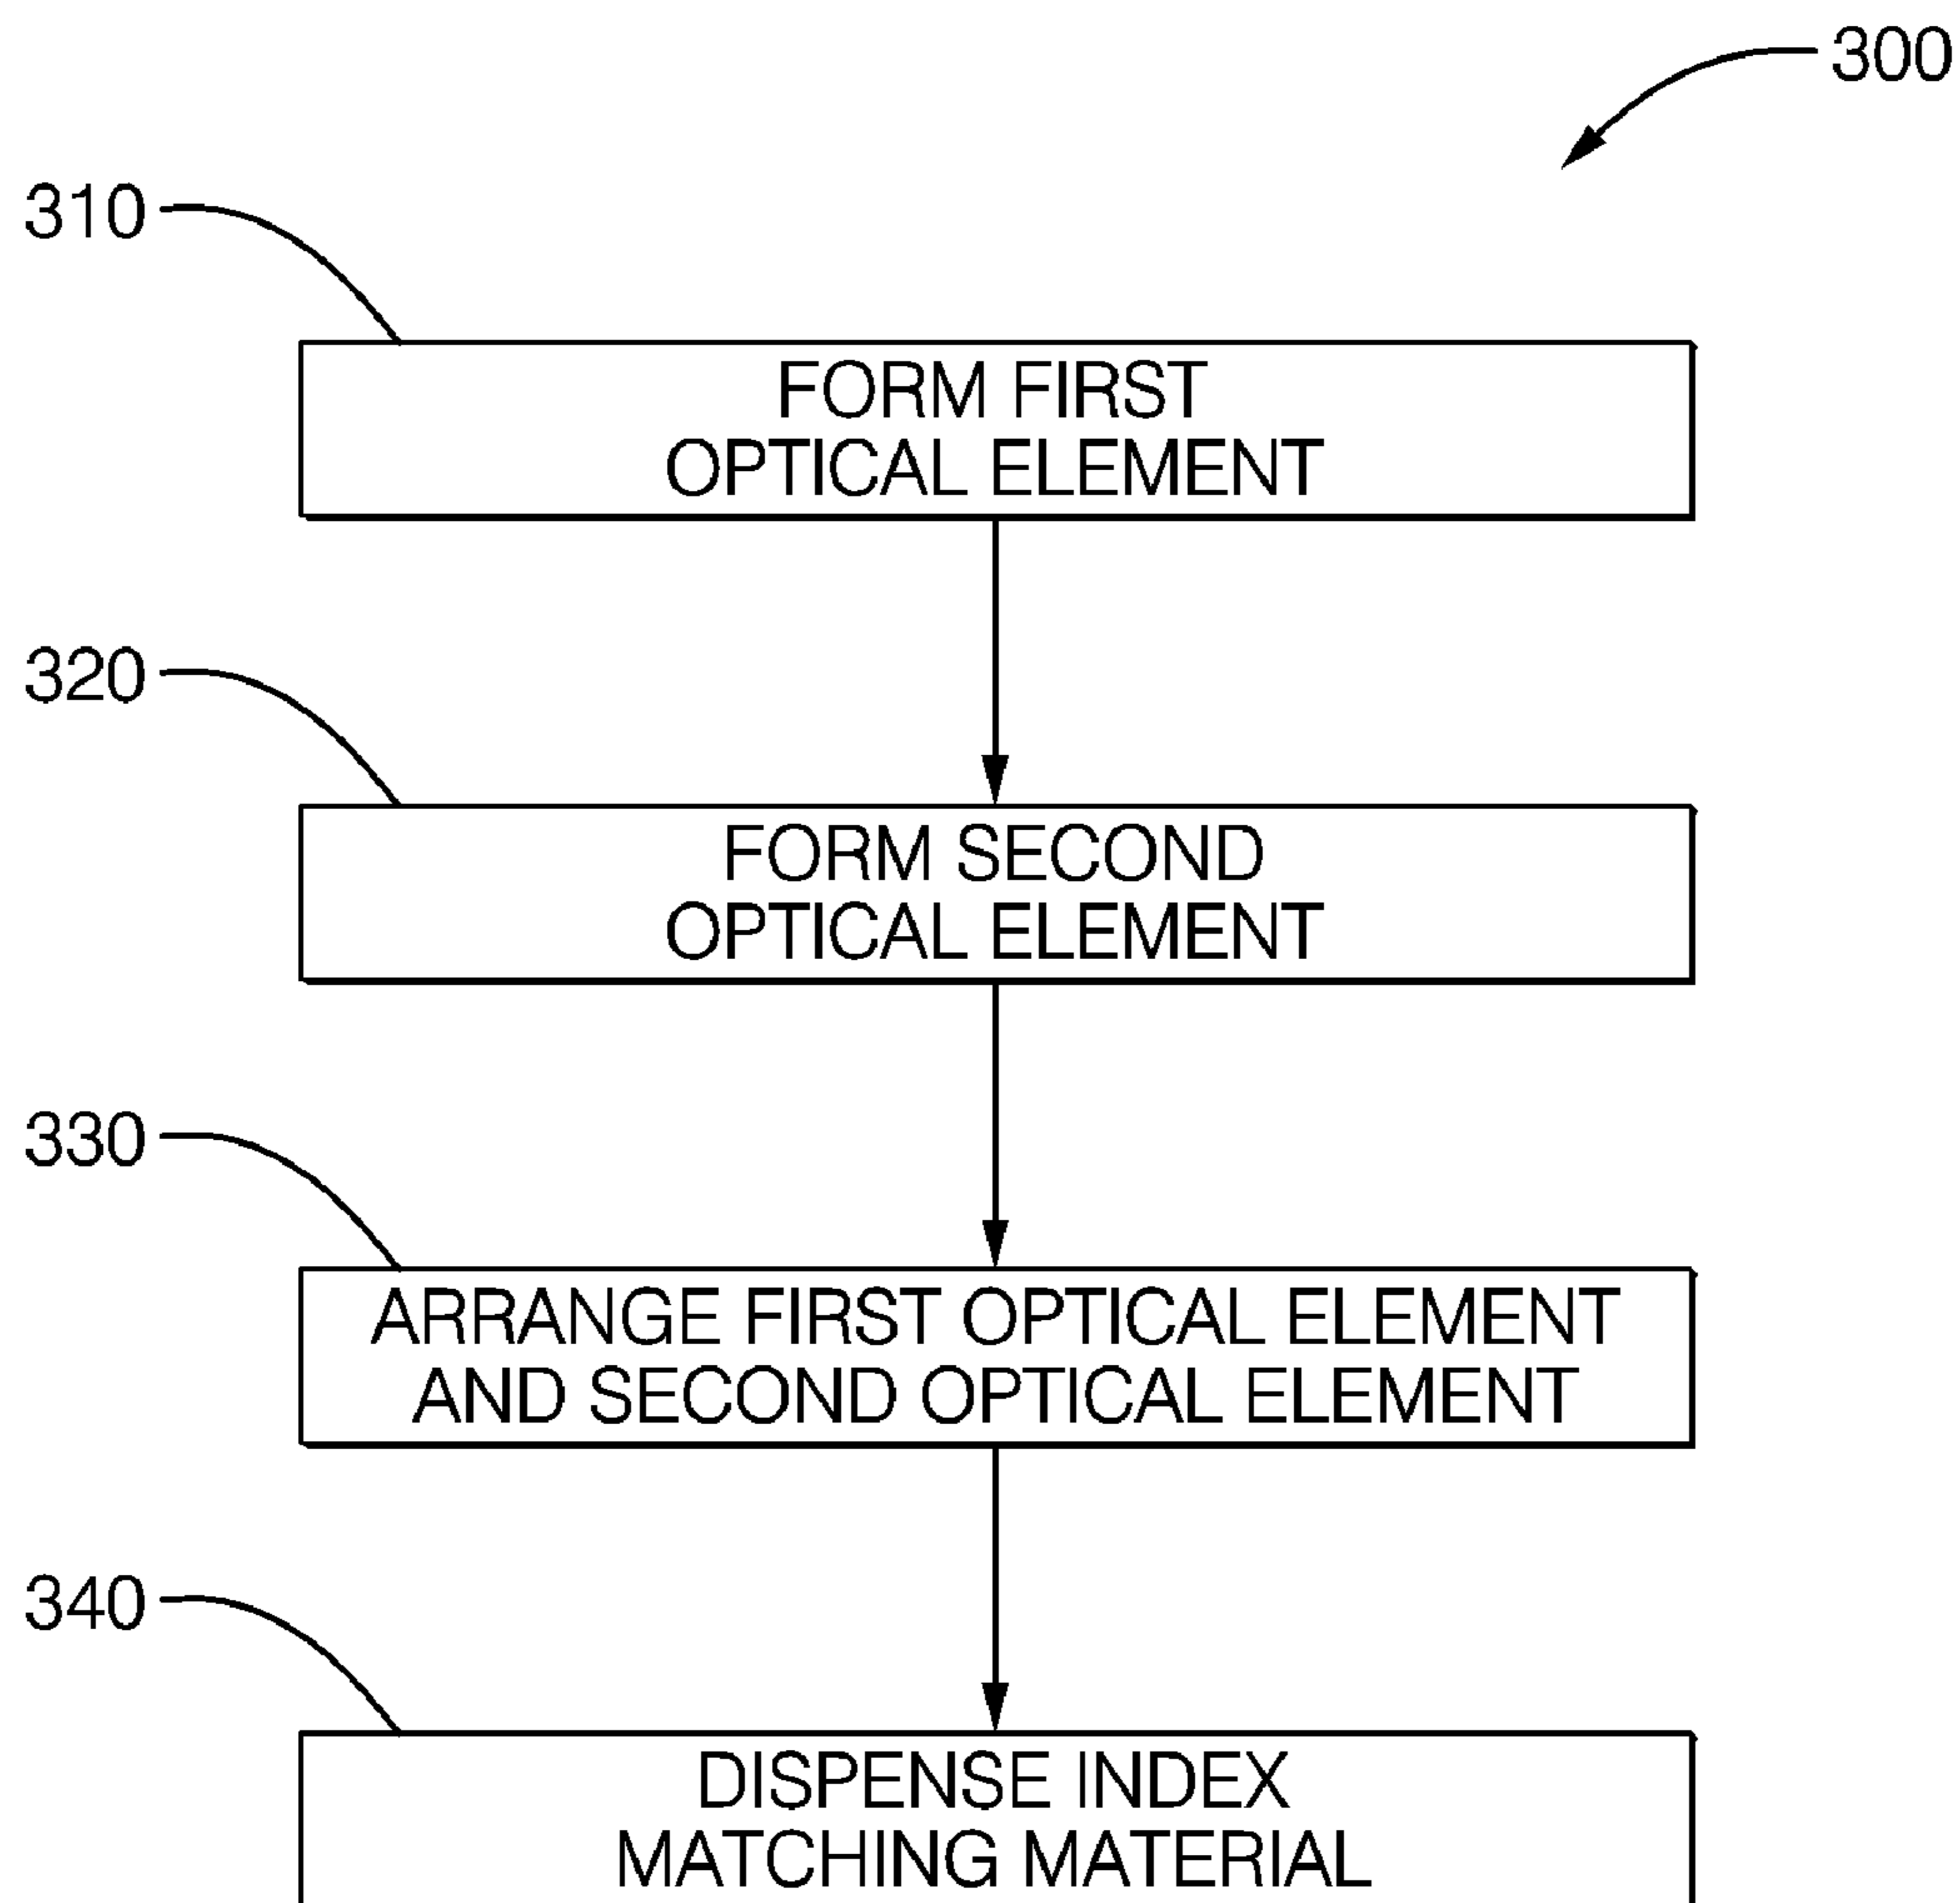 300
310
FORM FIRST
OPTICAL ELEMENT
320
FORM SECOND
OPTICAL ELEMENT
330
ARRANGE FIRST OPTICAL ELEMENT
AND SECOND OPTICAL ELEMENT
340
DISPENSE INDEX
MATCHING MATERIAL